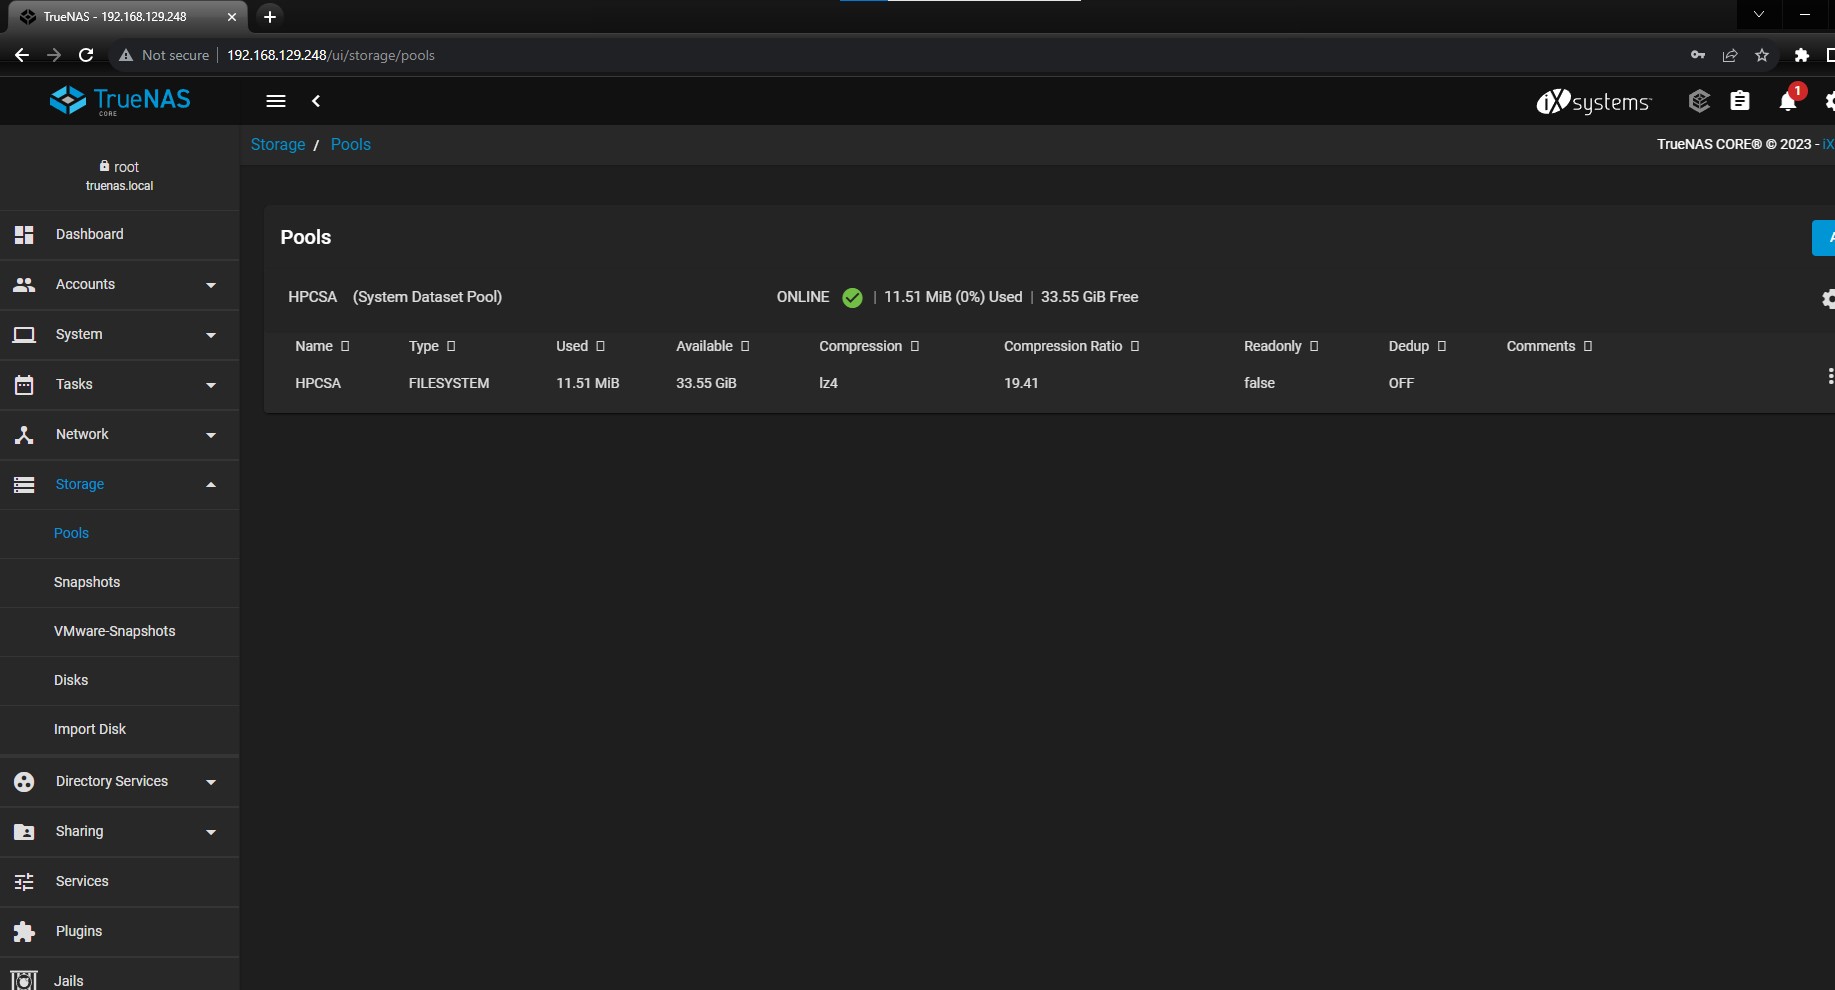 TrueNAS - 192.168.129.248
Not secure 192.168.129.248/ui/storage/pools
TrueNAS
CORE
iXsystems
1
root
truenas.local
Storage / Pools
TrueNAS CORE® © 2023 - iX
Dashboard
Accounts
System
Tasks
Network
Storage
Pools
Snapshots
VMware-Snapshots
Disks
Import Disk
Directory Services
Sharing
Services
Plugins
Jails
Pools
HPCSA (System Dataset Pool) ONLINE | 11.51 MiB (0%) Used | 33.55 GiB Free
Name Type Used Available Compression Compression Ratio Readonly Dedup Comments
HPCSA FILESYSTEM 11.51 MiB 33.55 GiB lz4 19.41 false OFF